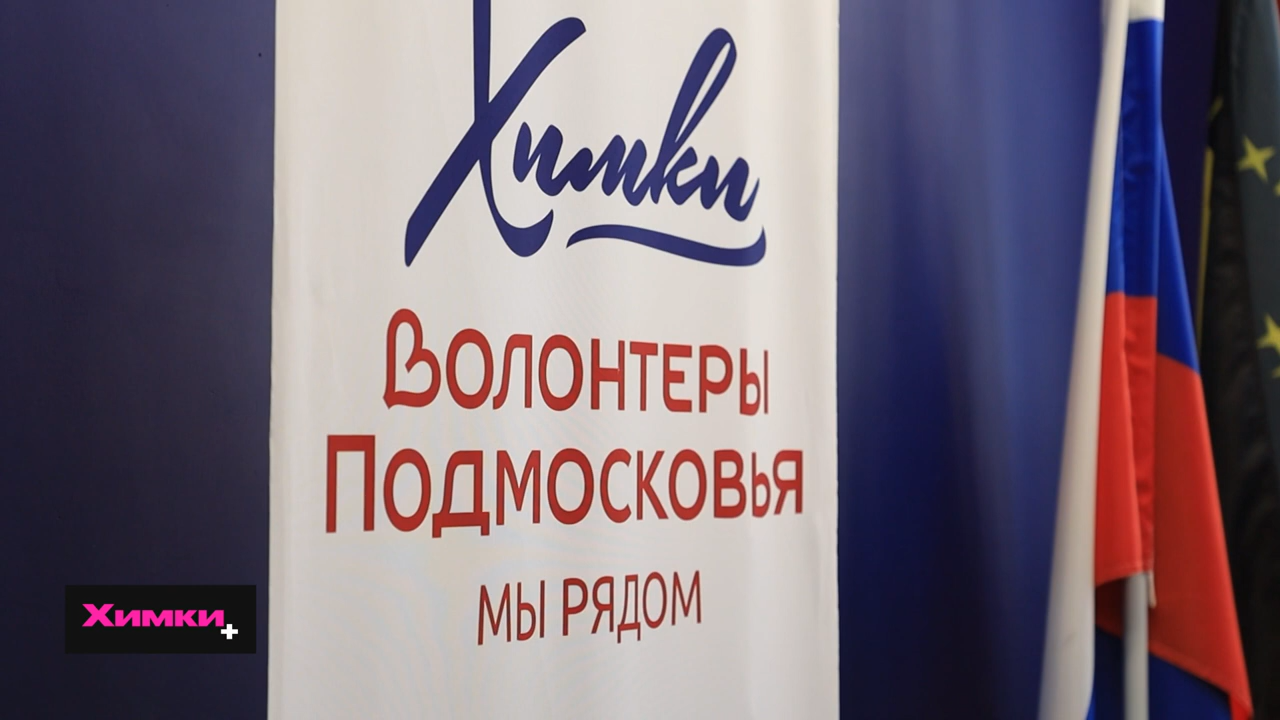 Химки
Волонтеры
Подмосковья
мы рядом
Химки+